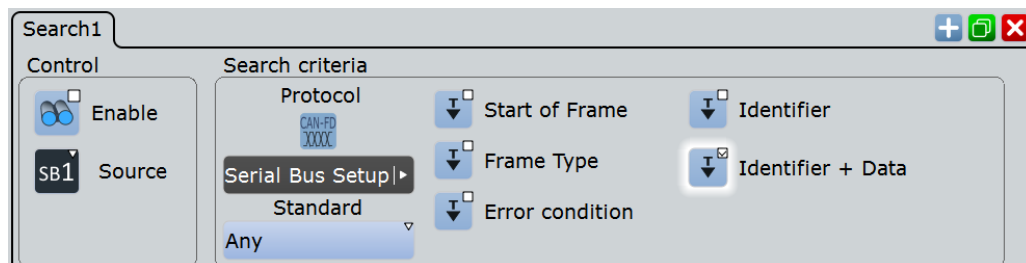 Search1
Control
Enable
SB1 Source
Search criteria
Protocol
CAN-FD
XXXX
Serial Bus Setup
Standard
Any
T Start of Frame
T Frame Type
T Error condition
T Identifier
T Identifier + Data